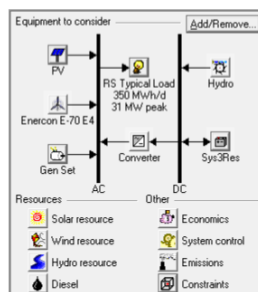 Equipment to consider
Add/Remove...
PV
RS Typical Load
350 MWh/d
31 MW peak
Hydro
Enercon E-70 E4
Gen Set
Converter
Sys3Res
AC
DC
Resources
Other
Solar resource
Economics
Wind resource
System control
Hydro resource
Emissions
Diesel
Constraints